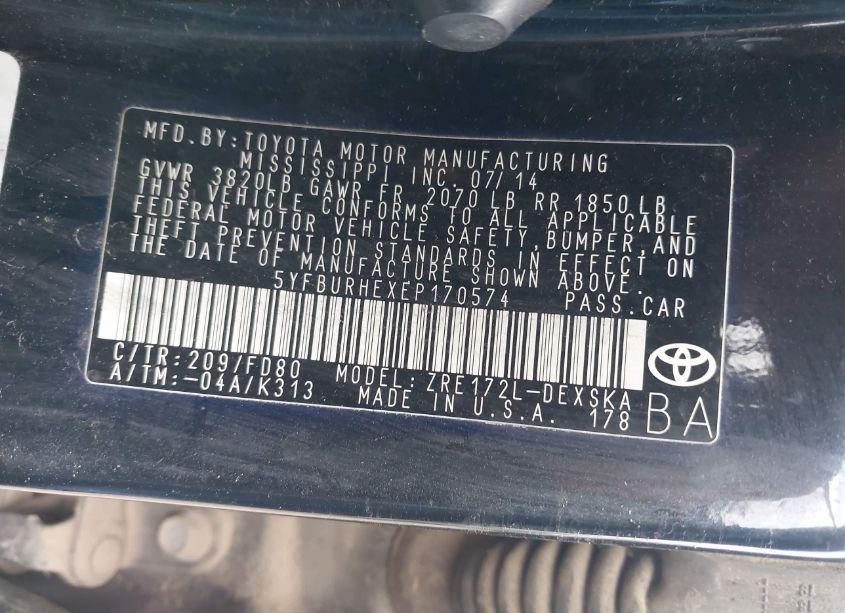 MFD.BY:TOYOTA MOTOR MANUFACTURING
MISSISSIPPI INC. 07/14
GVWR 3820LB GAWR FR 2070 LB RR 1850 LB
THIS VEHICLE CONFORMS TO ALL APPLICABLE
FEDERAL MOTOR VEHICLE SAFETY,BUMPER,AND
THEFT PREVENTION STANDARDS IN EFFECT ON
THE DATE OF MANUFACTURE SHOWN ABOVE.
5YFBURHEXEP170574 PASS.CAR
C/TR:209/FD80 MODEL:ZRE172L-DEXSKA
A/TM:-04A/K313 MADE IN U.S.A. 178
BA